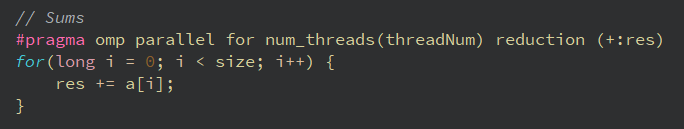 // Sums
#pragma omp parallel for num_threads(threadNum) reduction (+:res)
for(long i = 0; i < size; i++) {
    res += a[i];
}